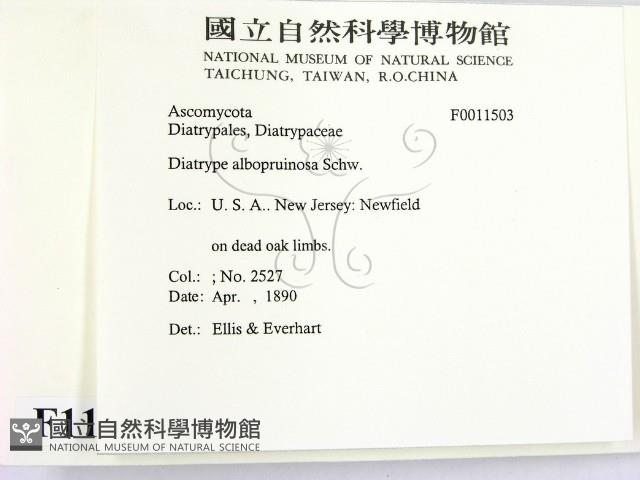 國立自然科學博物館
NATIONAL MUSEUM OF NATURAL SCIENCE
TAICHUNG, TAIWAN, R.O.CHINA
Ascomycota F0011503
Diatrypales, Diatrypaceae
Diatrype albopruinosa Schw.
Loc.: U. S. A.. New Jersey: Newfield
on dead oak limbs.
Col.: ; No. 2527
Date: Apr. , 1890
Det.: Ellis & Everhart
F11
國立自然科學博物館
NATIONAL MUSEUM OF NATURAL SCIENCE